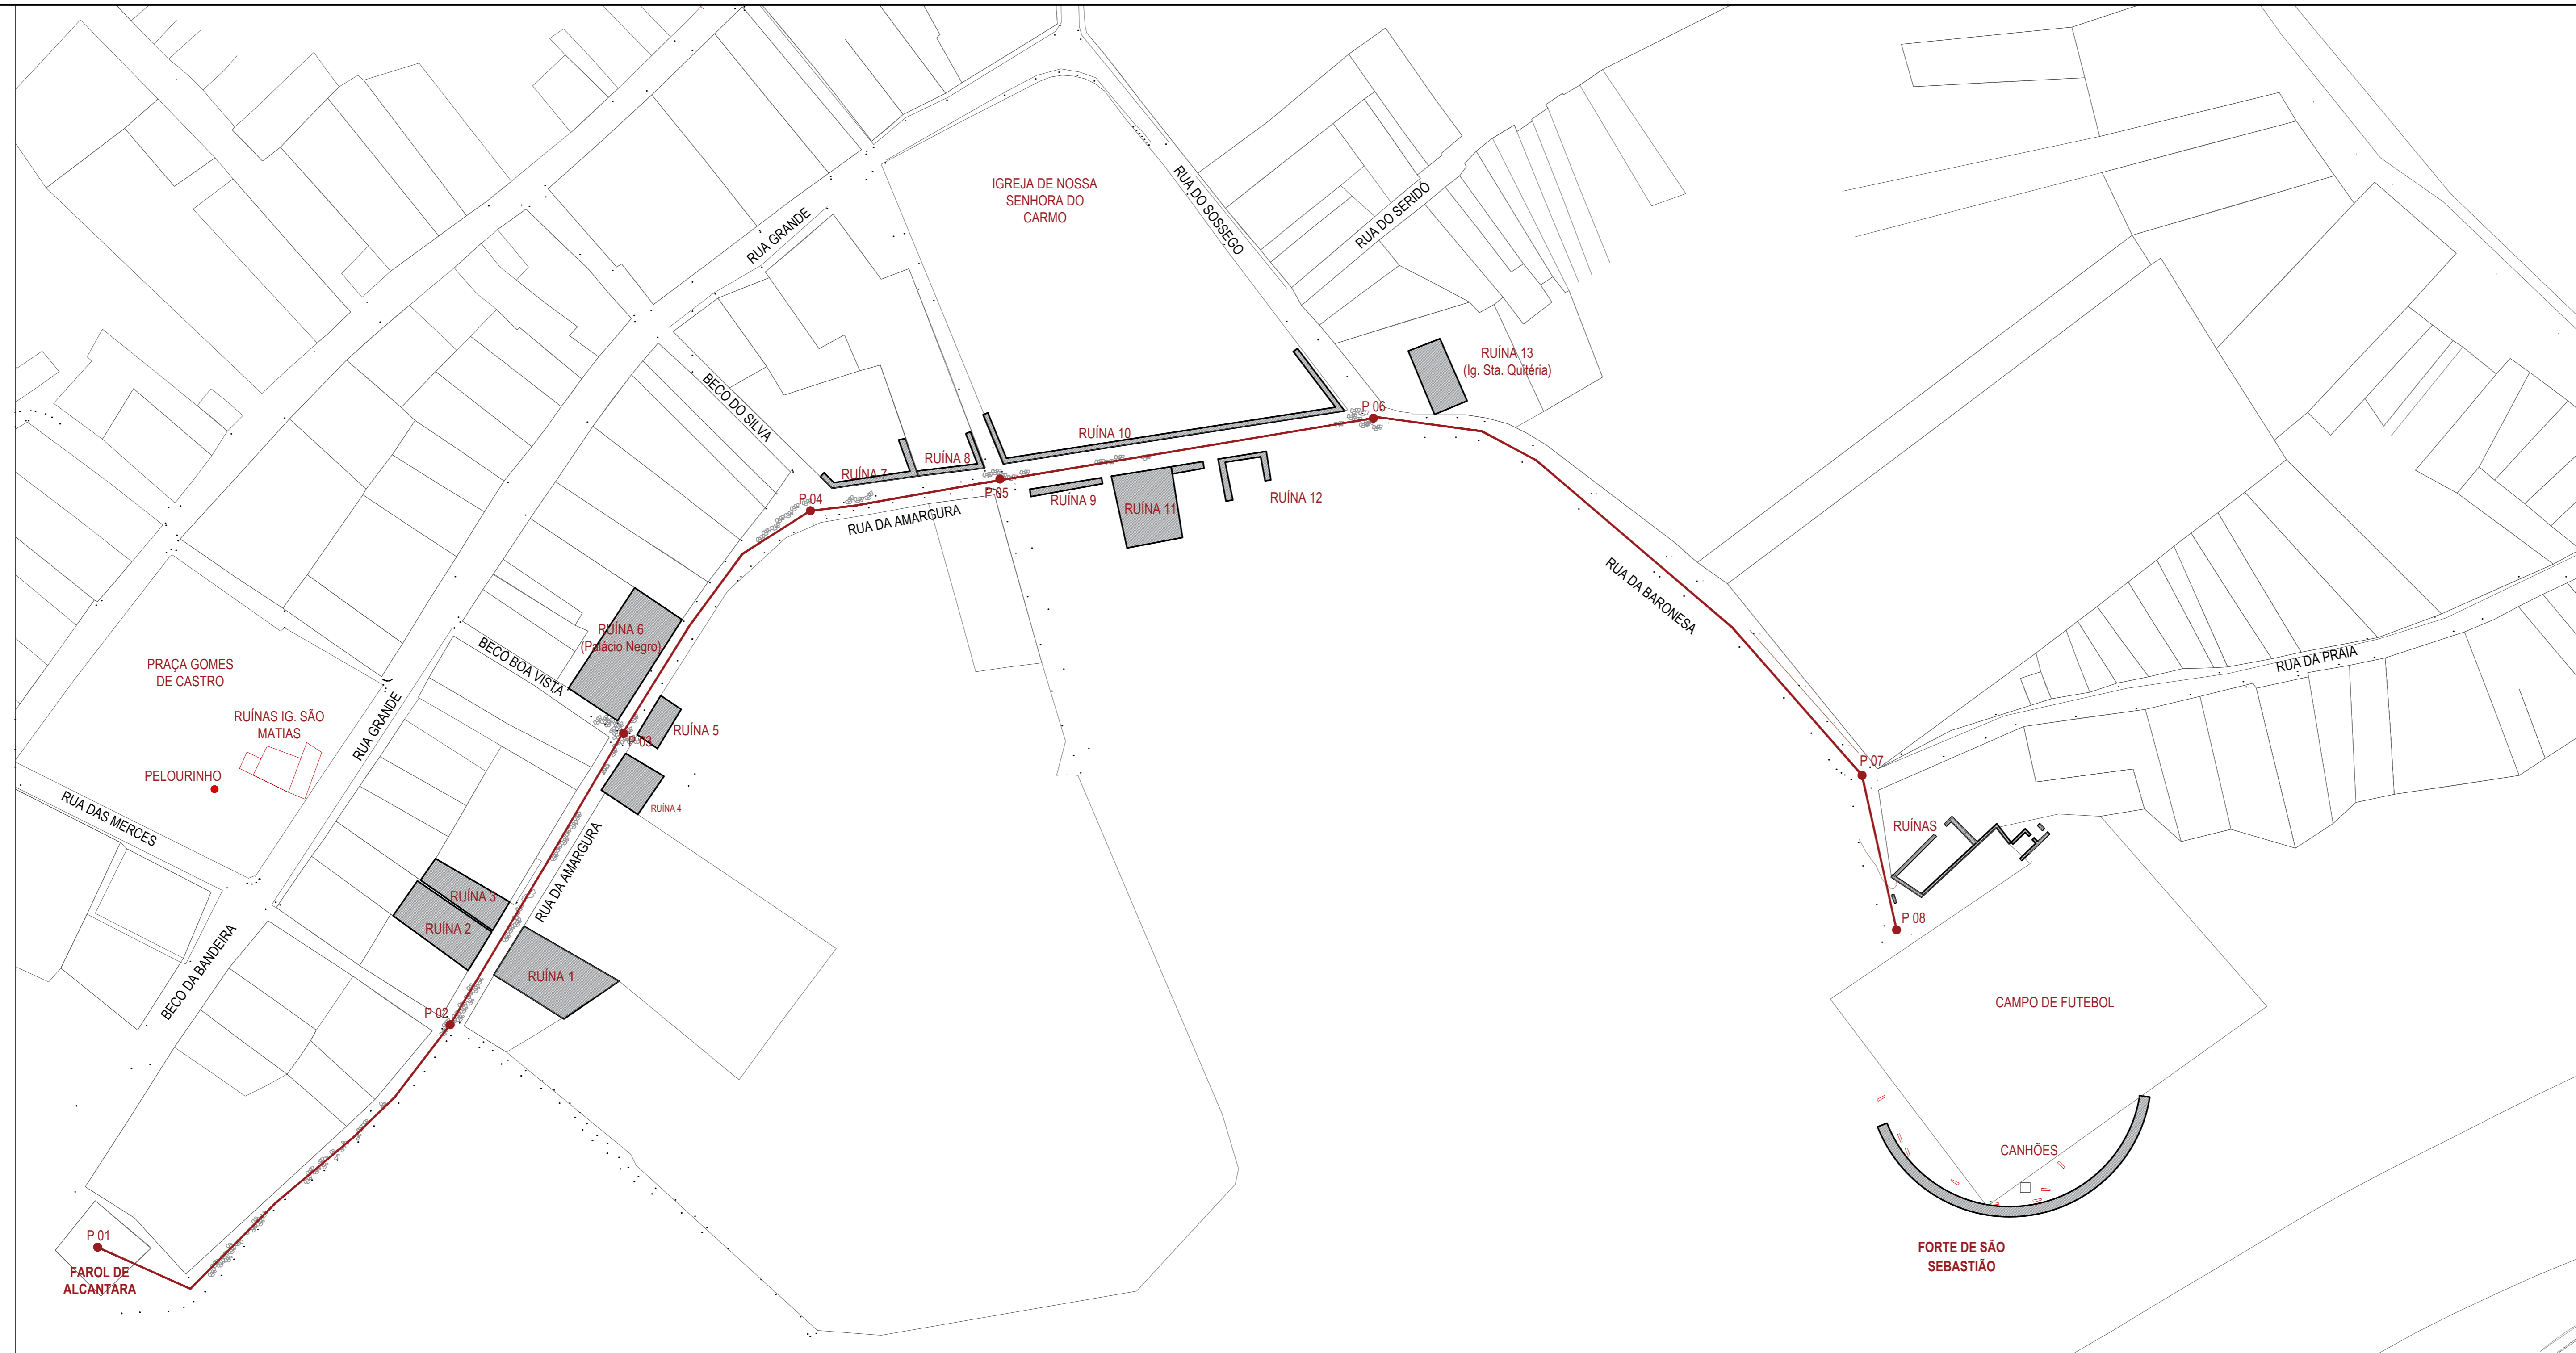 IGREJA DE NOSSA
SENHORA DO
CARMO
RUA DO SOSSEGO
RUA DO SERIDÓ
RUA GRANDE
RUÍNA 13
(Ig. Sta. Quitéria)
BECO DO SILVA
P 06
RUÍNA 10
RUÍNA 8
RUÍNA 7
P 04
P 05
RUÍNA 9
RUÍNA 11
RUÍNA 12
RUA DA AMARGURA
RUA DA BARONESA
RUÍNA 6
(Palácio Negro)
BECO BOA VISTA
PRAÇA GOMES
DE CASTRO
RUA DA PRAIA
RUÍNAS IG. SÃO
MATIAS
RUA GRANDE
RUÍNA 5
P 03
PELOURINHO
P 07
RUÍNA 4
RUA DAS MERCES
RUÍNAS
RUA DA AMARGURA
RUÍNA 3
RUÍNA 2
P 08
BECO DA BANDEIRA
RUÍNA 1
CAMPO DE FUTEBOL
P 02
CANHÕES
P 01
FAROL DE
ALCANTARA
FORTE DE SÃO
SEBASTIÃO